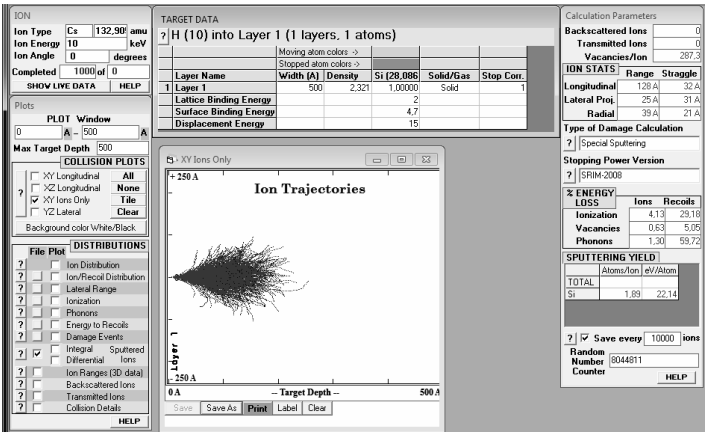 ION
Ion Type Cs 132,90 amu
Ion Energy 10 keV
Ion Angle 0 degrees
Completed 1000 of 0
SHOW LIVE DATA HELP
Plots
PLOT Window
0 A - 500 A
Max Target Depth 500
COLLISION PLOTS
? XY Longitudinal All
XZ Longitudinal None
XY Ions Only Tile
YZ Lateral Clear
Background color White/Black
File Plot DISTRIBUTIONS
? Ion Distribution
? Ion/Recoil Distribution
? Lateral Range
? Ionization
? Phonons
? Energy to Recoils
? Damage Events
? Integral Sputtered
Differential Ions
? Ion Ranges (3D data)
? Backscattered Ions
? Transmitted Ions
? Collision Details
HELP
TARGET DATA
? H (10) into Layer 1 (1 layers, 1 atoms)
Moving atom colors ->
Stopped atom colors ->
Layer Name Width (A) Density Si (28,086 Solid/Gas Stop Corr.
1 Layer 1 500 2,321 1,00000 Solid 1
Lattice Binding Energy 2
Surface Binding Energy 4,7
Displacement Energy 15
XY Ions Only
+ 250 A
Ion Trajectories
Layer 1
- 250 A
0 A -- Target Depth -- 500 A
Save Save As Print Label Clear
Calculation Parameters
Backscattered Ions 0
Transmitted Ions 0
Vacancies/Ion 287,3
ION STATS Range Straggle
Longitudinal 128 A 32 A
Lateral Proj. 25 A 31 A
Radial 39 A 21 A
Type of Damage Calculation
? Special Sputtering
Stopping Power Version
? SRIM-2008
% ENERGY LOSS Ions Recoils
Ionization 4,13 29,18
Vacancies 0,63 5,05
Phonons 1,30 59,72
SPUTTERING YIELD
Atoms/Ion eV/Atom
TOTAL
Si 1,89 22,14
? Save every 10000 ions
Random
Number 8044811
Counter
HELP